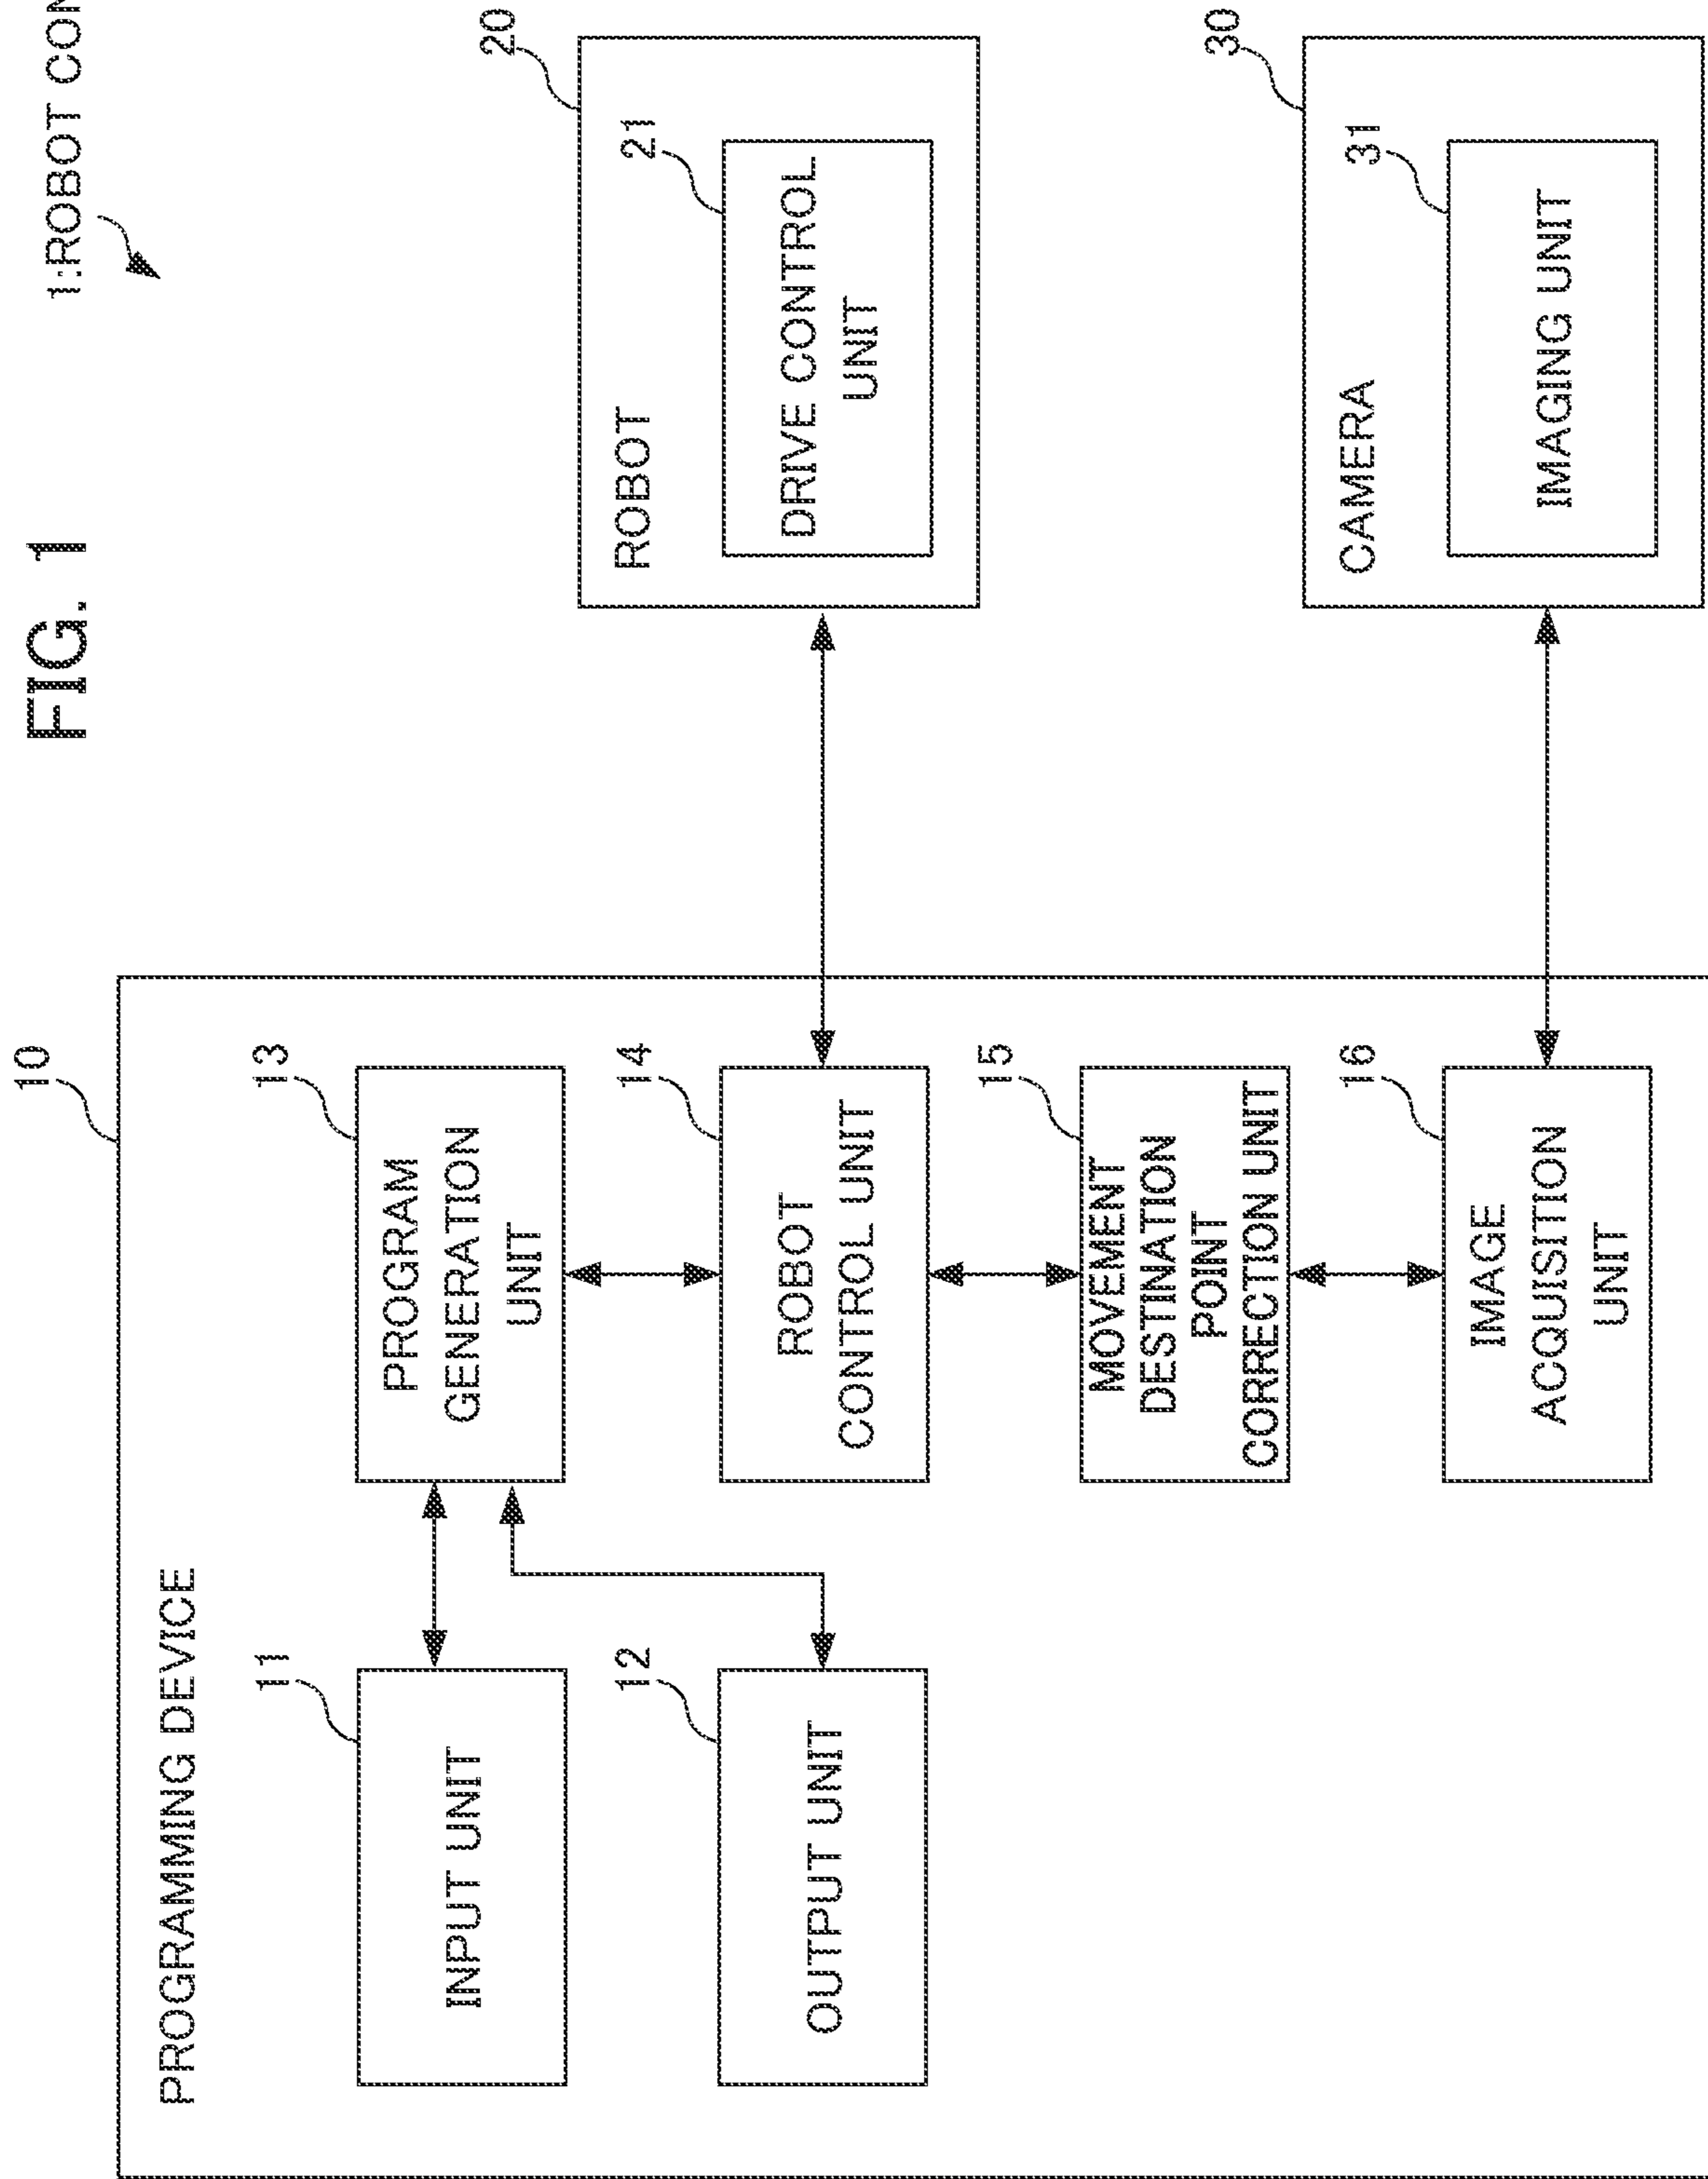 FIG. 1
1:ROBOT
10
PROGRAMMING DEVICE
11
INPUT UNIT
12
OUTPUT UNIT
13
PROGRAM
GENERATION
UNIT
14
ROBOT
CONTROL UNIT
15
MOVEMENT
DESTINATION
POINT
CORRECTION UNIT
16
IMAGE
ACQUISITION
UNIT
20
ROBOT
21
DRIVE CONTROL
UNIT
30
CAMERA
31
IMAGING UNIT